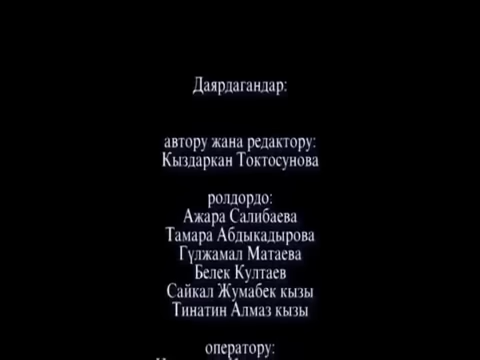 Даярдагандар:
автору жана редактору:
Кыздаркан Токтосунова
ролдордо:
Ажара Салибаева
Тамара Абдыкадырова
Гүлжамал Матаева
Белек Култаев
Сайкал Жумабек кызы
Тинатин Алмаз кызы
оператору: